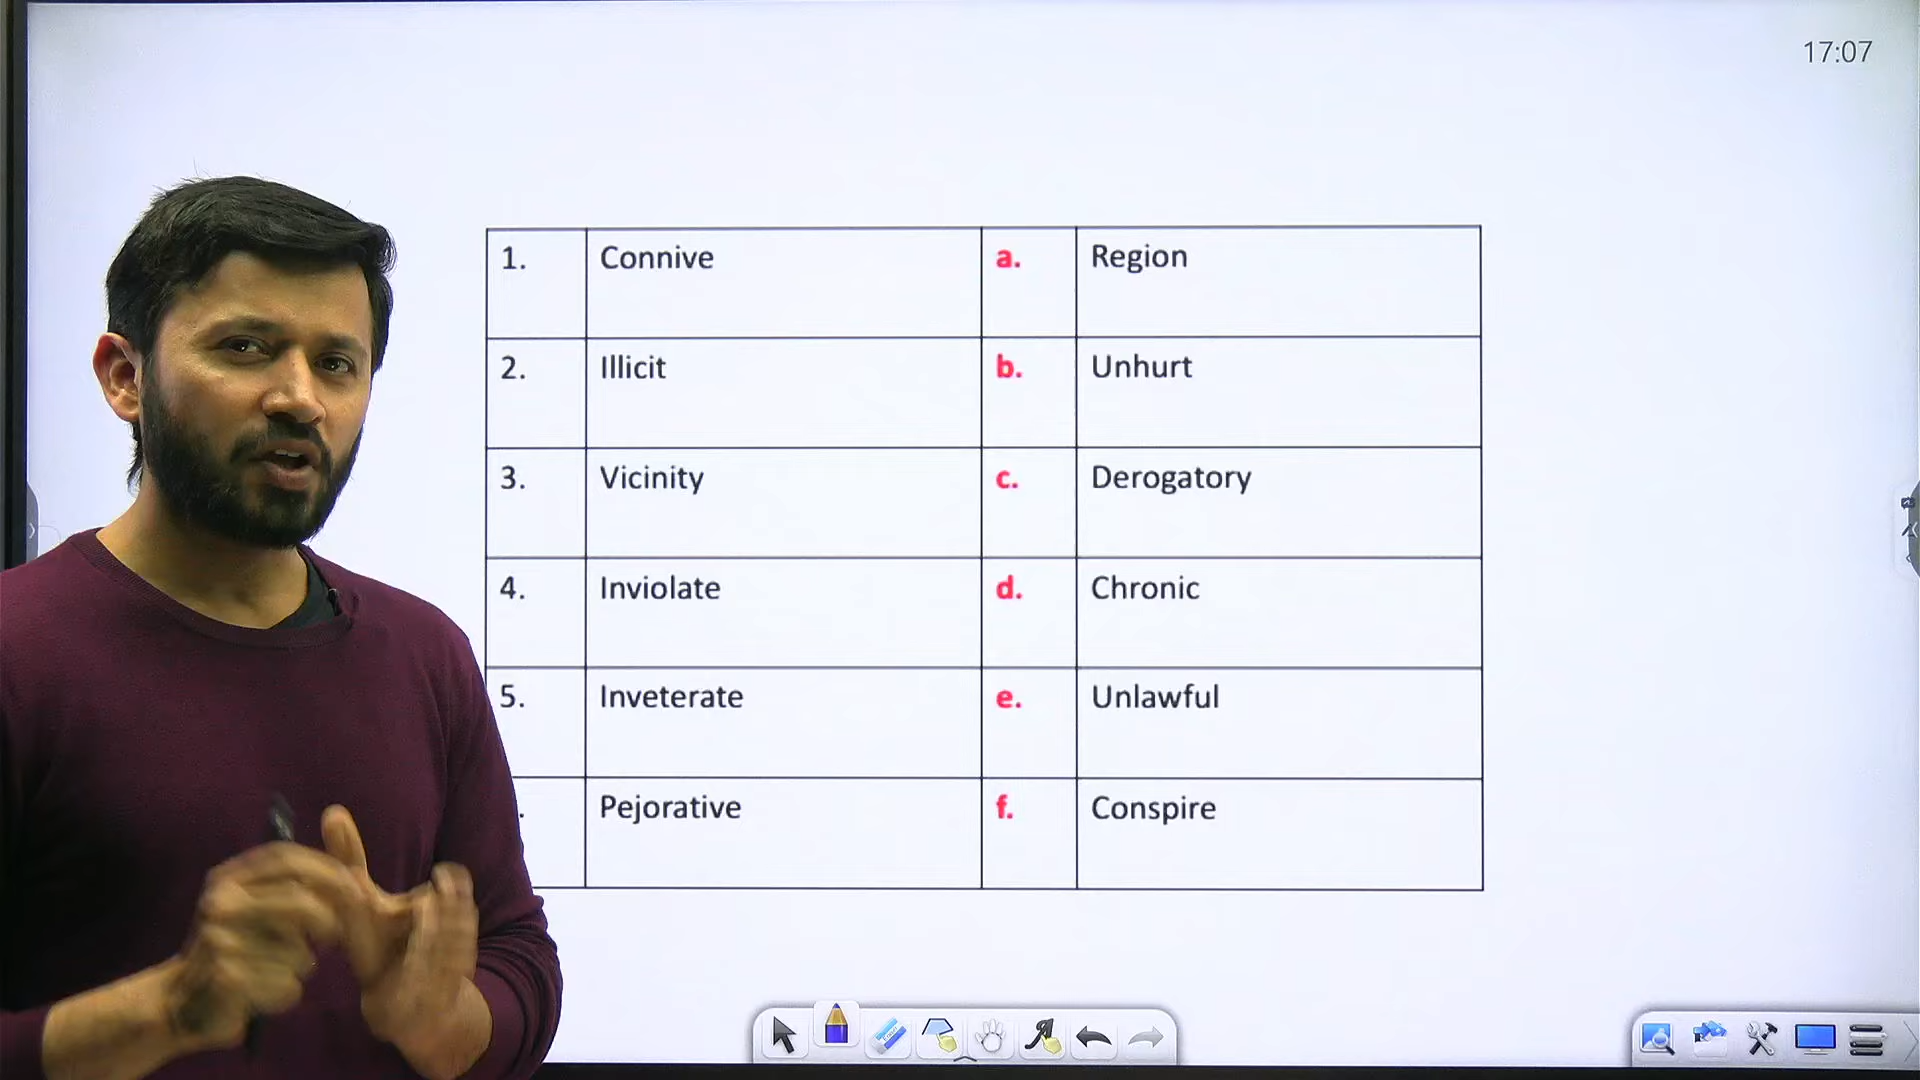 17:07
1. Connive a. Region
2. Illicit b. Unhurt
3. Vicinity c. Derogatory
4. Inviolate d. Chronic
5. Inveterate e. Unlawful
. Pejorative f. Conspire